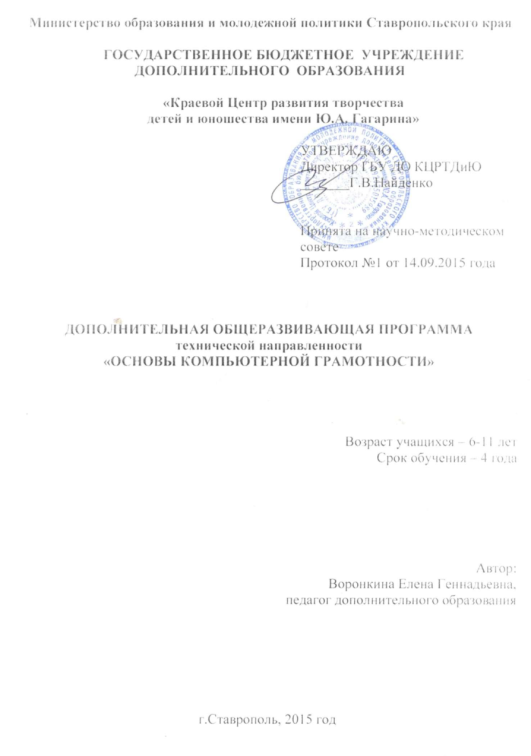 Министерство образования и молодежной политики Ставропольского края
ГОСУДАРСТВЕННОЕ БЮДЖЕТНОЕ УЧРЕЖДЕНИЕ
ДОПОЛНИТЕЛЬНОГО ОБРАЗОВАНИЯ
«Краевой Центр развития творчества
детей и юношества имени Ю.А. Гагарина»
УТВЕРЖДАЮ
Директор ГБУ ДО КЦРТДиЮ
Г.В.Найденко
Принята на научно-методическом
совете
Протокол №1 от 14.09.2015 года
ДОПОЛНИТЕЛЬНАЯ ОБЩЕРАЗВИВАЮЩАЯ ПРОГРАММА
технической направленности
«ОСНОВЫ КОМПЬЮТЕРНОЙ ГРАМОТНОСТИ»
Возраст учащихся – 6-11 лет
Срок обучения – 4 года
Автор:
Воронкина Елена Геннадьевна,
педагог дополнительного образования
г.Ставрополь, 2015 год